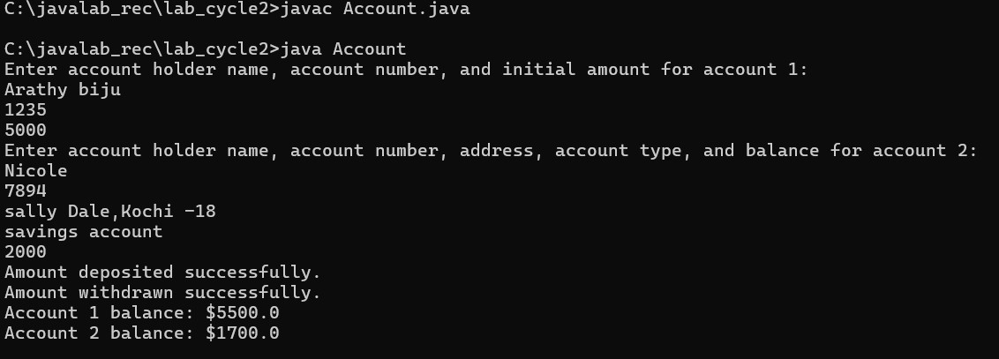 C:\javalab_rec\lab_cycle2>javac Account.java
C:\javalab_rec\lab_cycle2>java Account
Enter account holder name, account number, and initial amount for account 1:
Arathy biju
1235
5000
Enter account holder name, account number, address, account type, and balance for account 2:
Nicole
7894
sally Dale,Kochi -18
savings account
2000
Amount deposited successfully.
Amount withdrawn successfully.
Account 1 balance: $5500.0
Account 2 balance: $1700.0